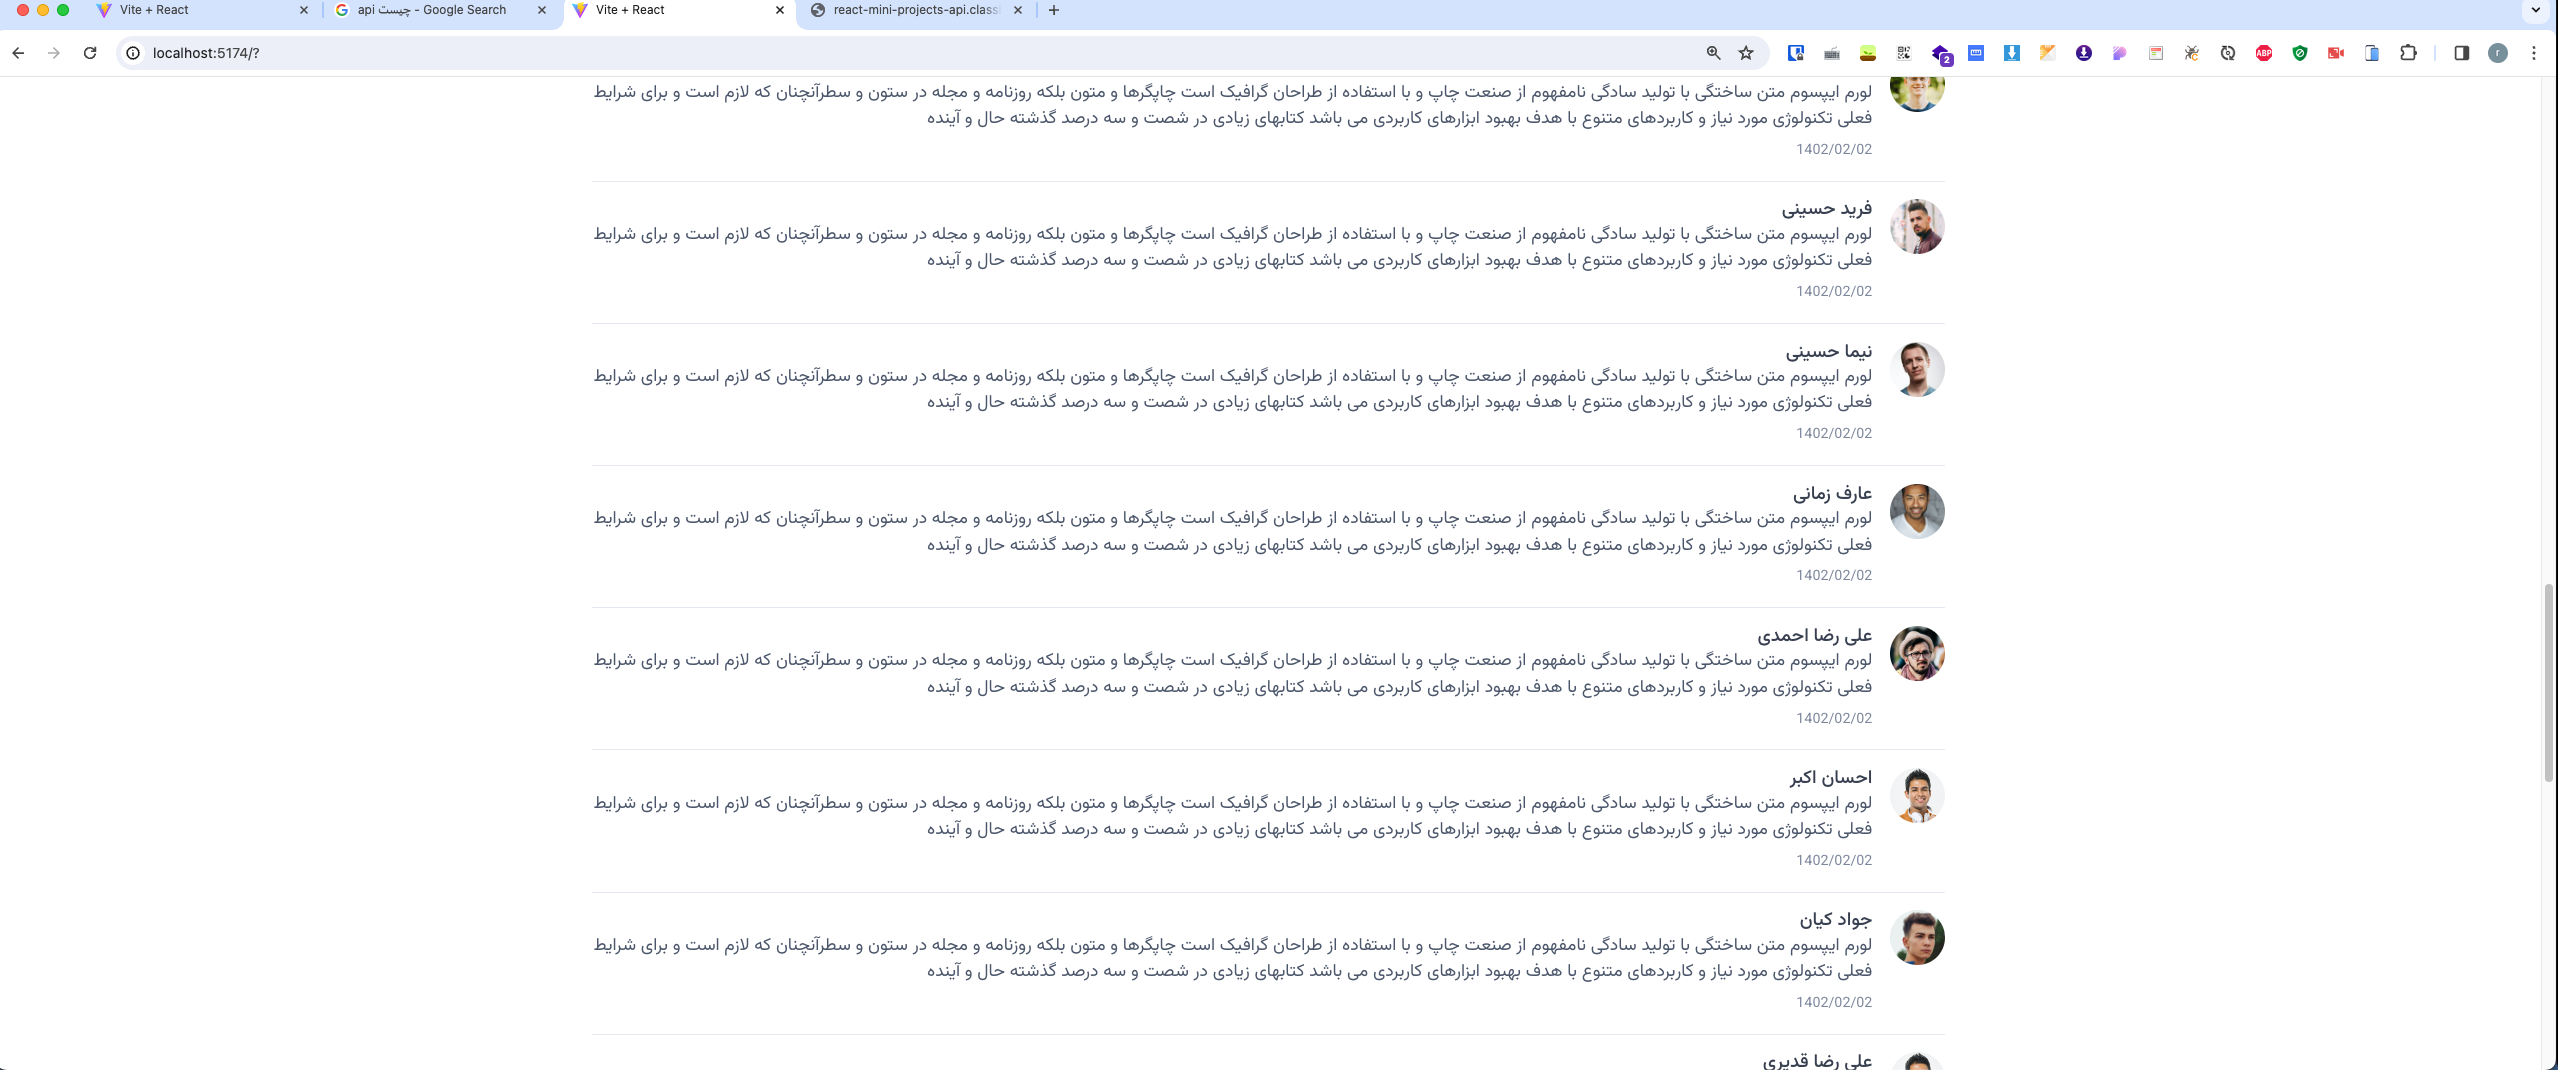 Vite + React
api چیست - Google Search
Vite + React
react-mini-projects-api.classi
localhost:5174/?
2
ABP
r
لورم ایپسوم متن ساختگی با تولید سادگی نامفهوم از صنعت چاپ و با استفاده از طراحان گرافیک است چاپگرها و متون بلکه روزنامه و مجله در ستون و سطرآنچنان که لازم است و برای شرایط
فعلی تکنولوژی مورد نیاز و کاربردهای متنوع با هدف بهبود ابزارهای کاربردی می باشد کتابهای زیادی در شصت و سه درصد گذشته حال و آینده
1402/02/02
فرید حسینی
لورم ایپسوم متن ساختگی با تولید سادگی نامفهوم از صنعت چاپ و با استفاده از طراحان گرافیک است چاپگرها و متون بلکه روزنامه و مجله در ستون و سطرآنچنان که لازم است و برای شرایط
فعلی تکنولوژی مورد نیاز و کاربردهای متنوع با هدف بهبود ابزارهای کاربردی می باشد کتابهای زیادی در شصت و سه درصد گذشته حال و آینده
1402/02/02
نیما حسینی
لورم ایپسوم متن ساختگی با تولید سادگی نامفهوم از صنعت چاپ و با استفاده از طراحان گرافیک است چاپگرها و متون بلکه روزنامه و مجله در ستون و سطرآنچنان که لازم است و برای شرایط
فعلی تکنولوژی مورد نیاز و کاربردهای متنوع با هدف بهبود ابزارهای کاربردی می باشد کتابهای زیادی در شصت و سه درصد گذشته حال و آینده
1402/02/02
عارف زمانی
لورم ایپسوم متن ساختگی با تولید سادگی نامفهوم از صنعت چاپ و با استفاده از طراحان گرافیک است چاپگرها و متون بلکه روزنامه و مجله در ستون و سطرآنچنان که لازم است و برای شرایط
فعلی تکنولوژی مورد نیاز و کاربردهای متنوع با هدف بهبود ابزارهای کاربردی می باشد کتابهای زیادی در شصت و سه درصد گذشته حال و آینده
1402/02/02
علی رضا احمدی
لورم ایپسوم متن ساختگی با تولید سادگی نامفهوم از صنعت چاپ و با استفاده از طراحان گرافیک است چاپگرها و متون بلکه روزنامه و مجله در ستون و سطرآنچنان که لازم است و برای شرایط
فعلی تکنولوژی مورد نیاز و کاربردهای متنوع با هدف بهبود ابزارهای کاربردی می باشد کتابهای زیادی در شصت و سه درصد گذشته حال و آینده
1402/02/02
احسان اکبر
لورم ایپسوم متن ساختگی با تولید سادگی نامفهوم از صنعت چاپ و با استفاده از طراحان گرافیک است چاپگرها و متون بلکه روزنامه و مجله در ستون و سطرآنچنان که لازم است و برای شرایط
فعلی تکنولوژی مورد نیاز و کاربردهای متنوع با هدف بهبود ابزارهای کاربردی می باشد کتابهای زیادی در شصت و سه درصد گذشته حال و آینده
1402/02/02
جواد کیان
لورم ایپسوم متن ساختگی با تولید سادگی نامفهوم از صنعت چاپ و با استفاده از طراحان گرافیک است چاپگرها و متون بلکه روزنامه و مجله در ستون و سطرآنچنان که لازم است و برای شرایط
فعلی تکنولوژی مورد نیاز و کاربردهای متنوع با هدف بهبود ابزارهای کاربردی می باشد کتابهای زیادی در شصت و سه درصد گذشته حال و آینده
1402/02/02
علی رضا قدیری